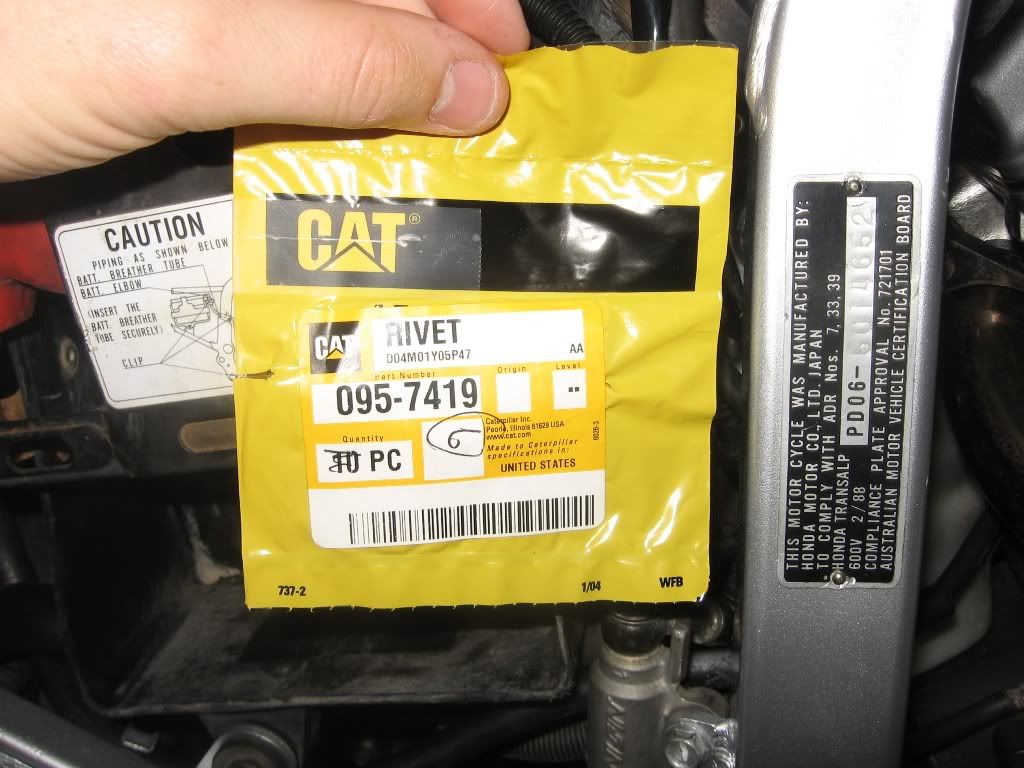 CAUTION
PIPING AS SHOWN BELOW
BATT. BREATHER TUBE
BATT. ELBOW
(INSERT THE
BATT. BREATHER
TUBE SECURELY)
CLIP
CAT®
CAT
RIVET
D04M01Y05P47
AA
Part Number
Origin
Level
095-7419
--
Quantity
10 PC
6
Caterpillar Inc.
Peoria, Illinois 61629 USA
www.cat.com
Made to Caterpillar
specifications in:
UNITED STATES
6026-3
737-2
1/04
WFB
THIS MOTOR CYCLE WAS MANUFACTURED BY:
HONDA MOTOR CO., LTD. JAPAN
TO COMPLY WITH ADR Nos. 7, 33, 39
HONDA TRANSALP PD06-
600V 2/88
COMPLIANCE PLATE APPROVAL No. 721701
AUSTRALIAN MOTOR VEHICLE CERTIFICATION BOARD